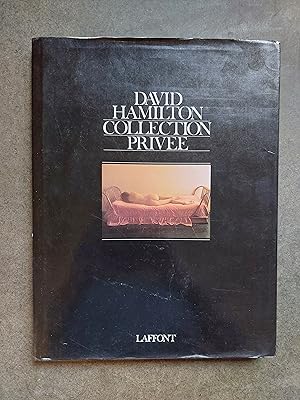 DAVID
HAMILTON
COLLECTION
PRIVEE
LAFFONT